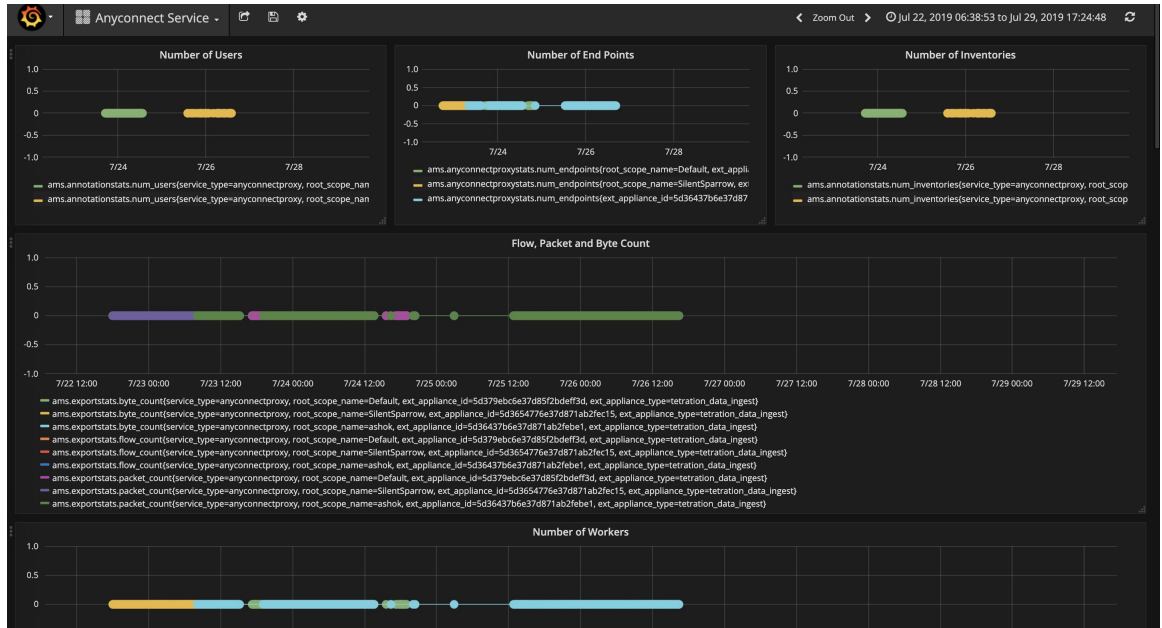 Anyconnect Service
Zoom Out
Jul 22, 2019 06:38:53 to Jul 29, 2019 17:24:48
Number of Users
1.0
0.5
0
-0.5
-1.0
7/24 7/26 7/28
ams.annotationstats.num_users{service_type=anyconnectproxy, root_scope_nan
ams.annotationstats.num_users{service_type=anyconnectproxy, root_scope_nan
Number of End Points
1.0
0.5
0
-0.5
-1.0
7/24 7/26 7/28
ams.anyconnectproxystats.num_endpoints{root_scope_name=Default, ext_appli
ams.anyconnectproxystats.num_endpoints{root_scope_name=SilentSparrow, ex
ams.anyconnectproxystats.num_endpoints{ext_appliance_id=5d36437b6e37d87
Number of Inventories
1.0
0.5
0
-0.5
-1.0
7/24 7/26 7/28
ams.annotationstats.num_inventories{service_type=anyconnectproxy, root_scop
ams.annotationstats.num_inventories{service_type=anyconnectproxy, root_scop
Flow, Packet and Byte Count
1.0
0.5
0
-0.5
-1.0
7/22 12:00 7/23 00:00 7/23 12:00 7/24 00:00 7/24 12:00 7/25 00:00 7/25 12:00 7/26 00:00 7/26 12:00 7/27 00:00 7/27 12:00 7/28 00:00 7/28 12:00 7/29 00:00 7/29 12:00
ams.exportstats.byte_count{service_type=anyconnectproxy, root_scope_name=Default, ext_appliance_id=5d379ebc6e37d85f2bdeff3d, ext_appliance_type=tetration_data_ingest}
ams.exportstats.byte_count{service_type=anyconnectproxy, root_scope_name=SilentSparrow, ext_appliance_id=5d3654776e37d871ab2fec15, ext_appliance_type=tetration_data_ingest}
ams.exportstats.byte_count{service_type=anyconnectproxy, root_scope_name=ashok, ext_appliance_id=5d36437b6e37d871ab2febe1, ext_appliance_type=tetration_data_ingest}
ams.exportstats.flow_count{service_type=anyconnectproxy, root_scope_name=Default, ext_appliance_id=5d379ebc6e37d85f2bdeff3d, ext_appliance_type=tetration_data_ingest}
ams.exportstats.flow_count{service_type=anyconnectproxy, root_scope_name=SilentSparrow, ext_appliance_id=5d3654776e37d871ab2fec15, ext_appliance_type=tetration_data_ingest}
ams.exportstats.flow_count{service_type=anyconnectproxy, root_scope_name=ashok, ext_appliance_id=5d36437b6e37d871ab2febe1, ext_appliance_type=tetration_data_ingest}
ams.exportstats.packet_count{service_type=anyconnectproxy, root_scope_name=Default, ext_appliance_id=5d379ebc6e37d85f2bdeff3d, ext_appliance_type=tetration_data_ingest}
ams.exportstats.packet_count{service_type=anyconnectproxy, root_scope_name=SilentSparrow, ext_appliance_id=5d3654776e37d871ab2fec15, ext_appliance_type=tetration_data_ingest}
ams.exportstats.packet_count{service_type=anyconnectproxy, root_scope_name=ashok, ext_appliance_id=5d36437b6e37d871ab2febe1, ext_appliance_type=tetration_data_ingest}
Number of Workers
1.0
0.5
0